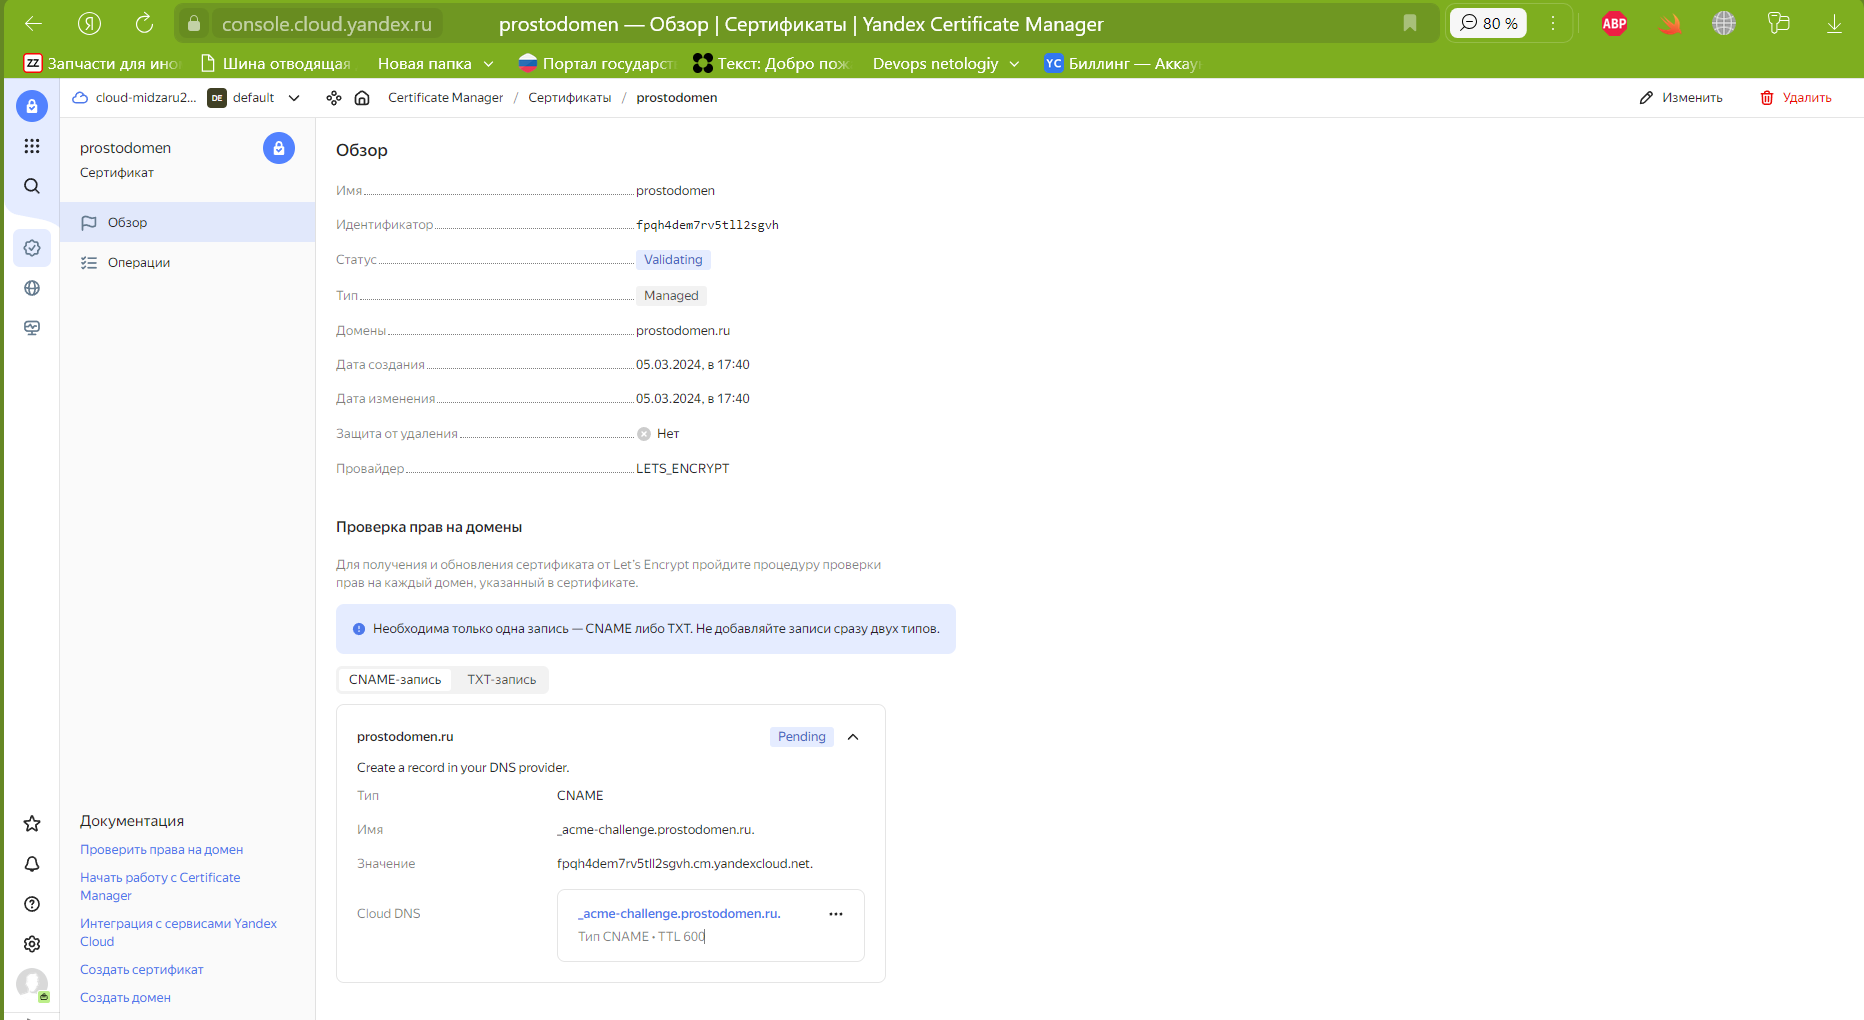 Я
console.cloud.yandex.ru
prostodomen — Обзор | Сертификаты | Yandex Certificate Manager
80 %
ABP
ZZ Запчасти для ино
Шина отводящая
Новая папка
Портал государст
Текст: Добро пож
Devops netologiy
YC Биллинг — Аккау
cloud-midzaru2...
DE default
Certificate Manager / Сертификаты / prostodomen
Изменить
Удалить
prostodomen
Сертификат
Обзор
Операции
Документация
Проверить права на домен
Начать работу с Certificate
Manager
Интеграция с сервисами Yandex
Cloud
Создать сертификат
Создать домен
Обзор
Имя prostodomen
Идентификатор fpqh4dem7rv5tll2sgvh
Статус Validating
Тип Managed
Домены prostodomen.ru
Дата создания 05.03.2024, в 17:40
Дата изменения 05.03.2024, в 17:40
Защита от удаления Нет
Провайдер LETS_ENCRYPT
Проверка прав на домены
Для получения и обновления сертификата от Let's Encrypt пройдите процедуру проверки
прав на каждый домен, указанный в сертификате.
Необходима только одна запись — CNAME либо TXT. Не добавляйте записи сразу двух типов.
CNAME-запись TXT-запись
prostodomen.ru Pending
Create a record in your DNS provider.
Тип CNAME
Имя _acme-challenge.prostodomen.ru.
Значение fpqh4dem7rv5tll2sgvh.cm.yandexcloud.net.
Cloud DNS _acme-challenge.prostodomen.ru. •••
Тип CNAME • TTL 600